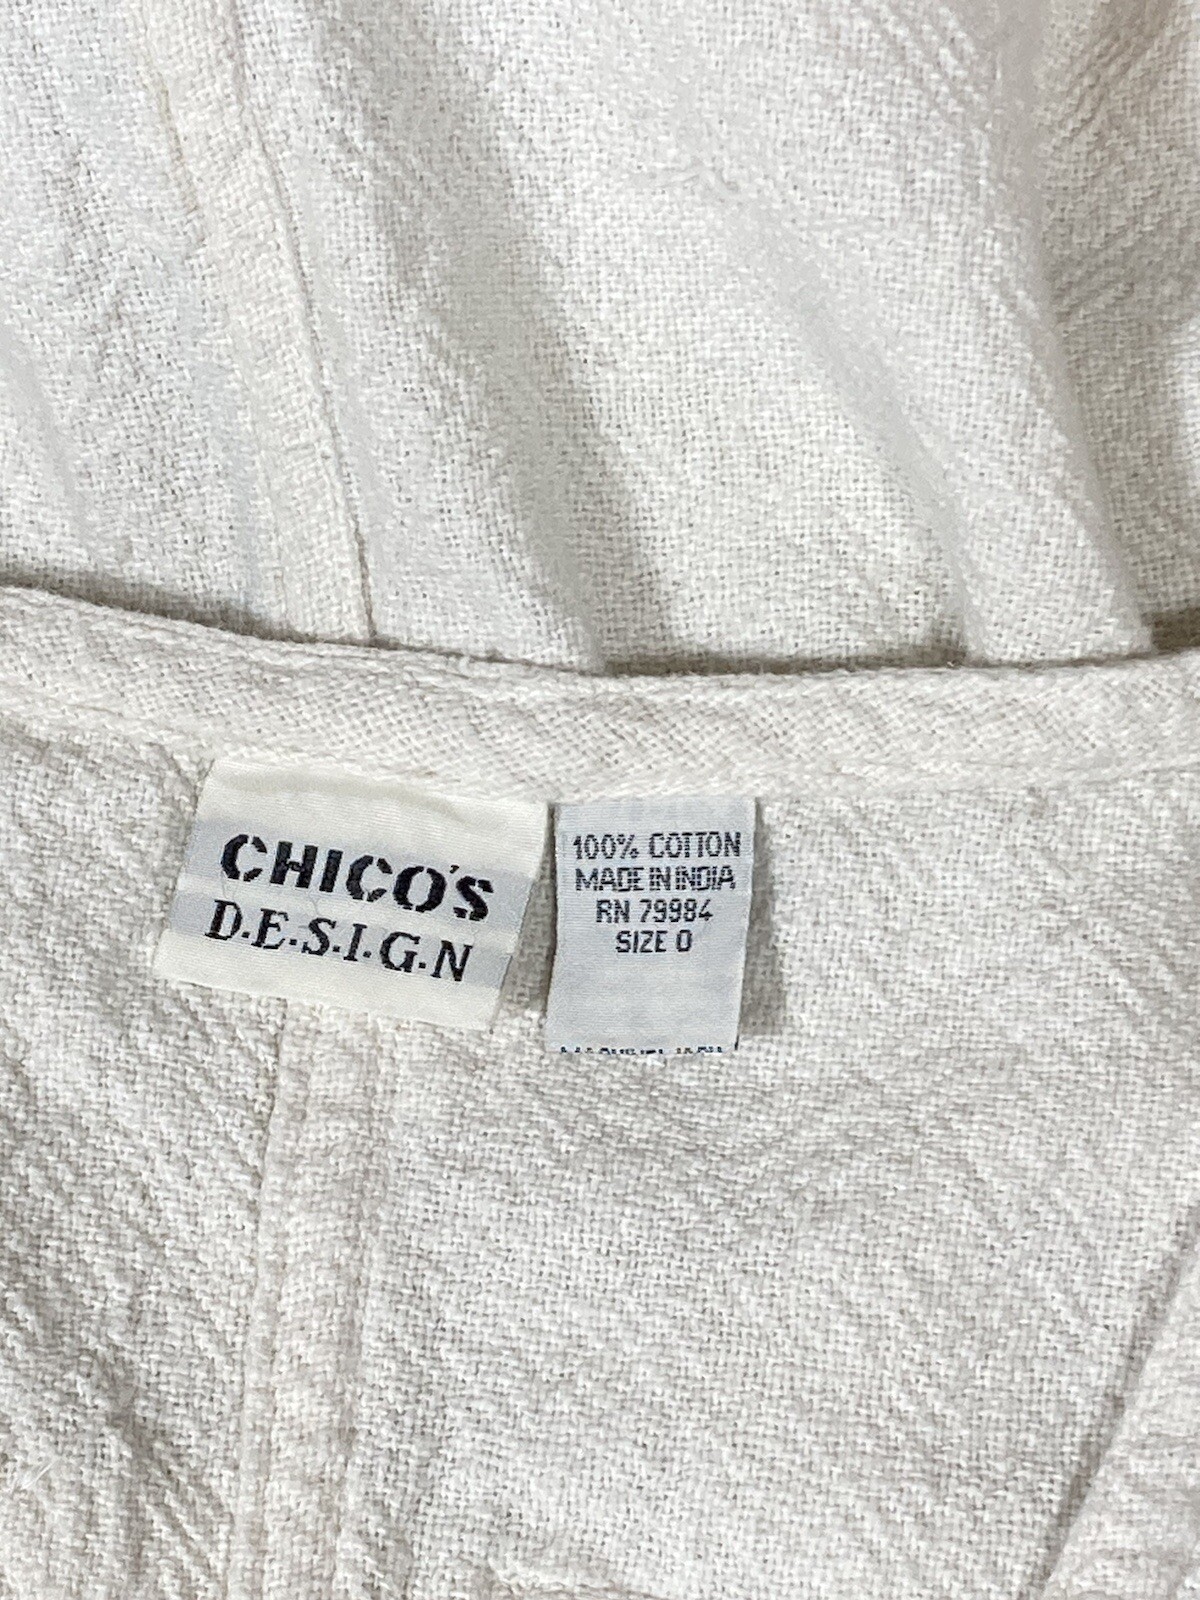 CHICO'S
D.E.S.I.G.N
100% COTTON
MADE IN INDIA
RN 79984
SIZE 0